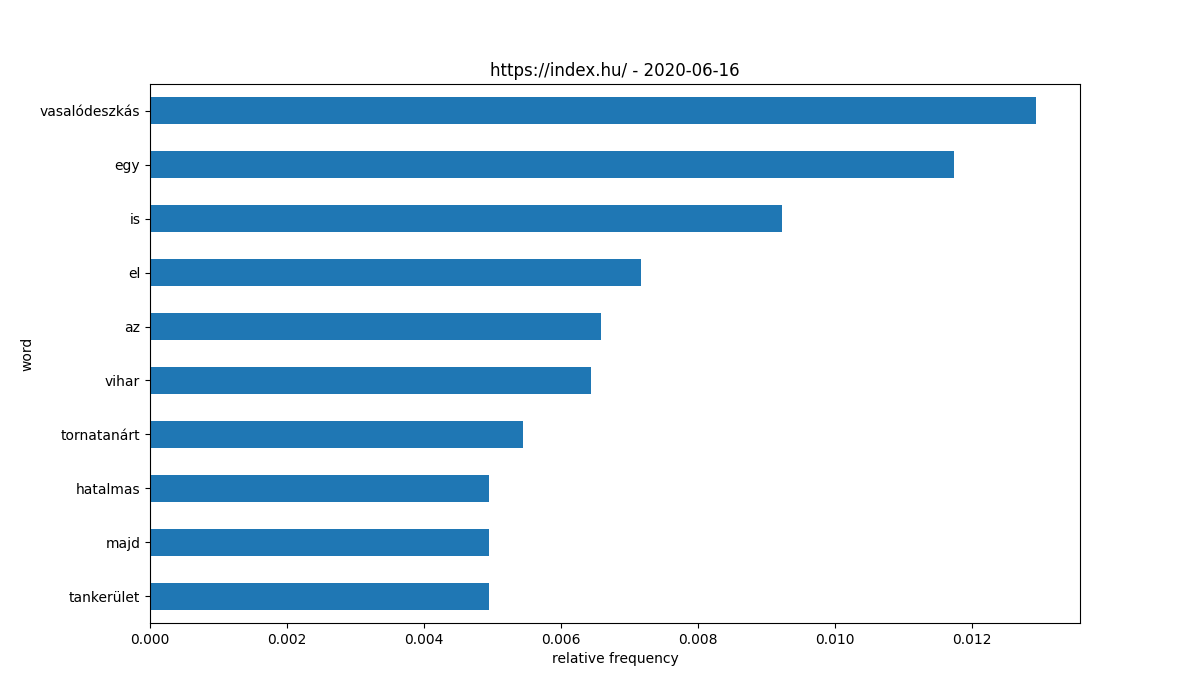 https://index.hu/ - 2020-06-16
vasalódeszkás
egy
is
el
az
vihar
tornatanárt
hatalmas
majd
tankerület
word
0.000 0.002 0.004 0.006 0.008 0.010 0.012
relative frequency